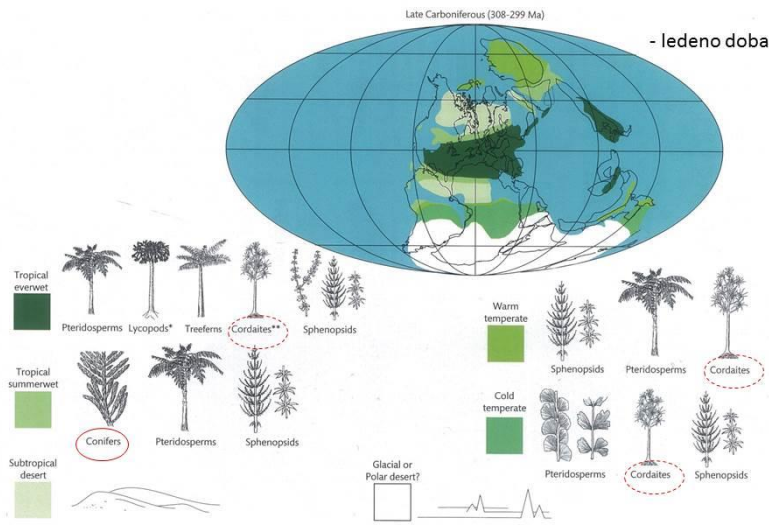 Late Carboniferous (308-299 Ma)
- ledeno doba
Tropical
everwet
Pteridosperms Lycopods* Treeferns Cordaites** Sphenopsids
Warm
temperate
Sphenopsids Pteridosperms Cordaites
Tropical
summerwet
Conifers Pteridosperms Sphenopsids
Cold
temperate
Pteridosperms Cordaites Sphenopsids
Subtropical
desert
Glacial or
Polar desert?